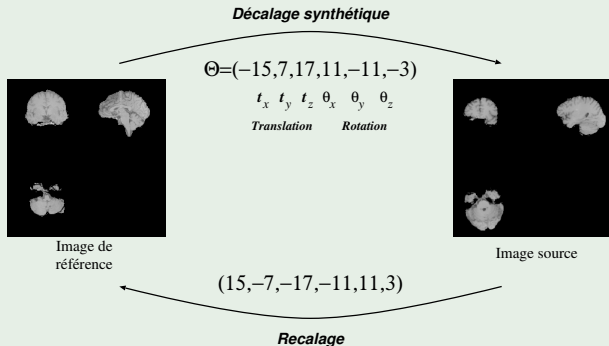 Décalage synthétique
Θ=(−15,7,17,11,−11,−3)
t_x t_y t_z θ_x θ_y θ_z
Translation Rotation
Image de
référence
Image source
(15,−7,−17,−11,11,3)
Recalage